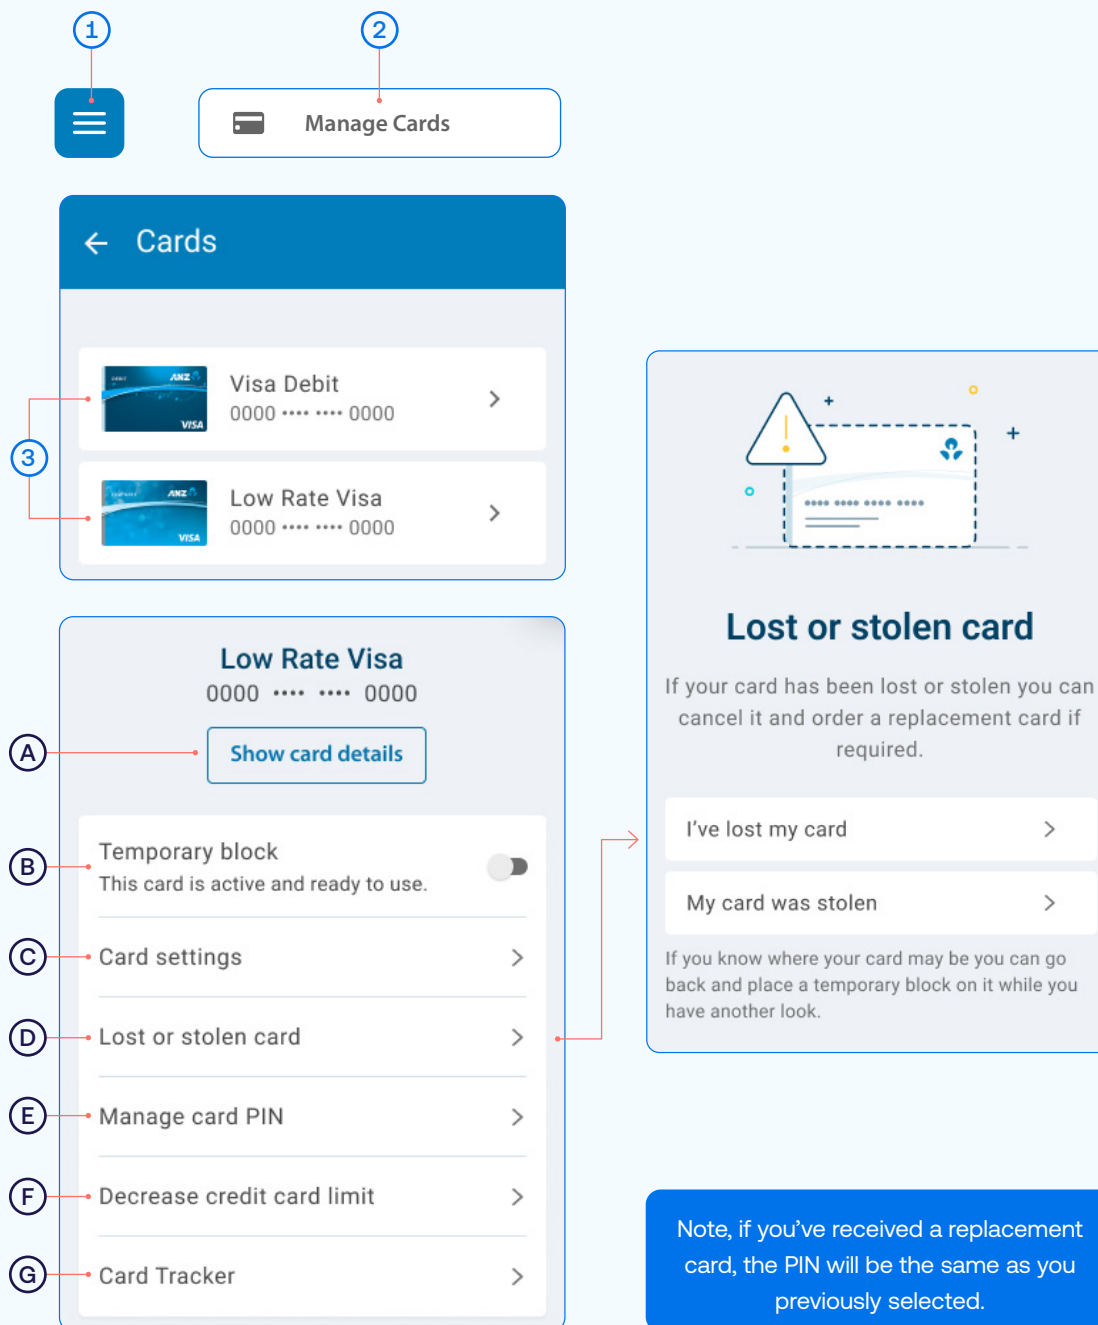 1
2
Manage Cards
Cards
3
ANZ
VISA
Visa Debit
0000 •••• •••• 0000
ANZ
VISA
Low Rate Visa
0000 •••• •••• 0000
Low Rate Visa
0000 •••• •••• 0000
A
Show card details
B
Temporary block
This card is active and ready to use.
C
Card settings
D
Lost or stolen card
E
Manage card PIN
F
Decrease credit card limit
G
Card Tracker
Lost or stolen card
If your card has been lost or stolen you can
cancel it and order a replacement card if
required.
I've lost my card
My card was stolen
If you know where your card may be you can go
back and place a temporary block on it while you
have another look.
Note, if you've received a replacement
card, the PIN will be the same as you
previously selected.